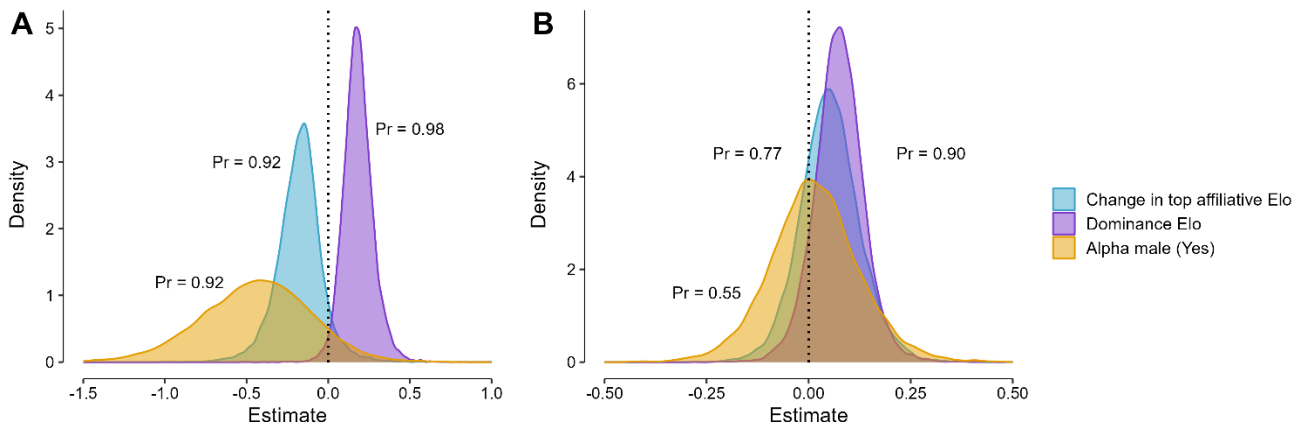 A
Density
5
4
3
2
1
0
Pr = 0.98
Pr = 0.92
Pr = 0.92
-1.5
-1.0
-0.5
0.0
0.5
1.0
Estimate
B
Density
6
4
2
0
Pr = 0.77
Pr = 0.90
Pr = 0.55
-0.50
-0.25
0.00
0.25
0.50
Estimate
Change in top affiliative Elo
Dominance Elo
Alpha male (Yes)